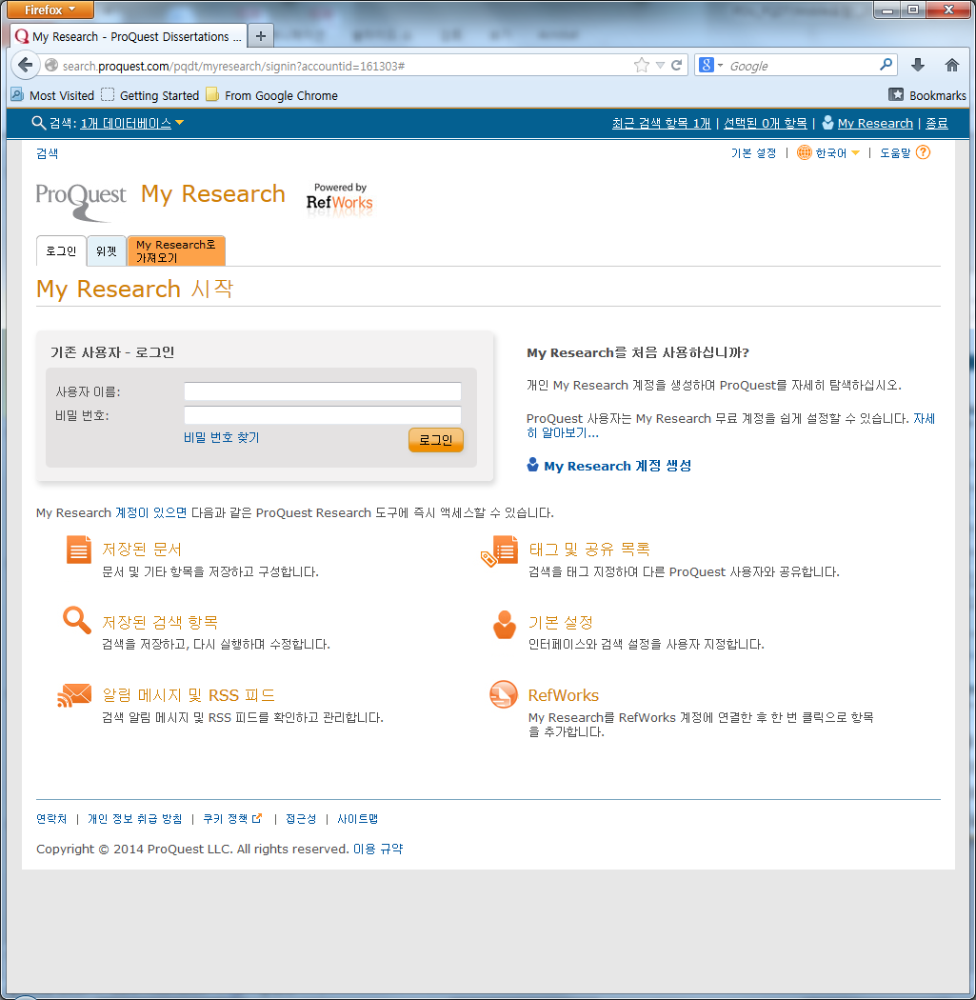 Firefox
My Research - ProQuest Dissertations ...
search.proquest.com/pqdt/myresearch/signin?accountid=161303#
Google
Most Visited Getting Started From Google Chrome Bookmarks
검색: 1개 데이터베이스 최근 검색 항목 1개 | 선택된 0개 항목 | My Research | 종료
검색 기본 설정 | 한국어 | 도움말 ?
ProQuest My Research Powered by RefWorks
로그인 위젯 My Research로 가져오기
My Research 시작
기존 사용자 - 로그인
사용자 이름:
비밀 번호:
비밀 번호 찾기 로그인
My Research를 처음 사용하십니까?
개인 My Research 계정을 생성하여 ProQuest를 자세히 탐색하십시오.
ProQuest 사용자는 My Research 무료 계정을 쉽게 설정할 수 있습니다. 자세
히 알아보기...
My Research 계정 생성
My Research 계정이 있으면 다음과 같은 ProQuest Research 도구에 즉시 액세스할 수 있습니다.
저장된 문서
문서 및 기타 항목을 저장하고 구성합니다.
태그 및 공유 목록
검색을 태그 지정하여 다른 ProQuest 사용자와 공유합니다.
저장된 검색 항목
검색을 저장하고, 다시 실행하며 수정합니다.
기본 설정
인터페이스와 검색 설정을 사용자 지정합니다.
알림 메시지 및 RSS 피드
검색 알림 메시지 및 RSS 피드를 확인하고 관리합니다.
RefWorks
My Research를 RefWorks 계정에 연결한 후 한 번 클릭으로 항목
을 추가합니다.
연락처 | 개인 정보 취급 방침 | 쿠키 정책 | 접근성 | 사이트맵
Copyright © 2014 ProQuest LLC. All rights reserved. 이용 규약